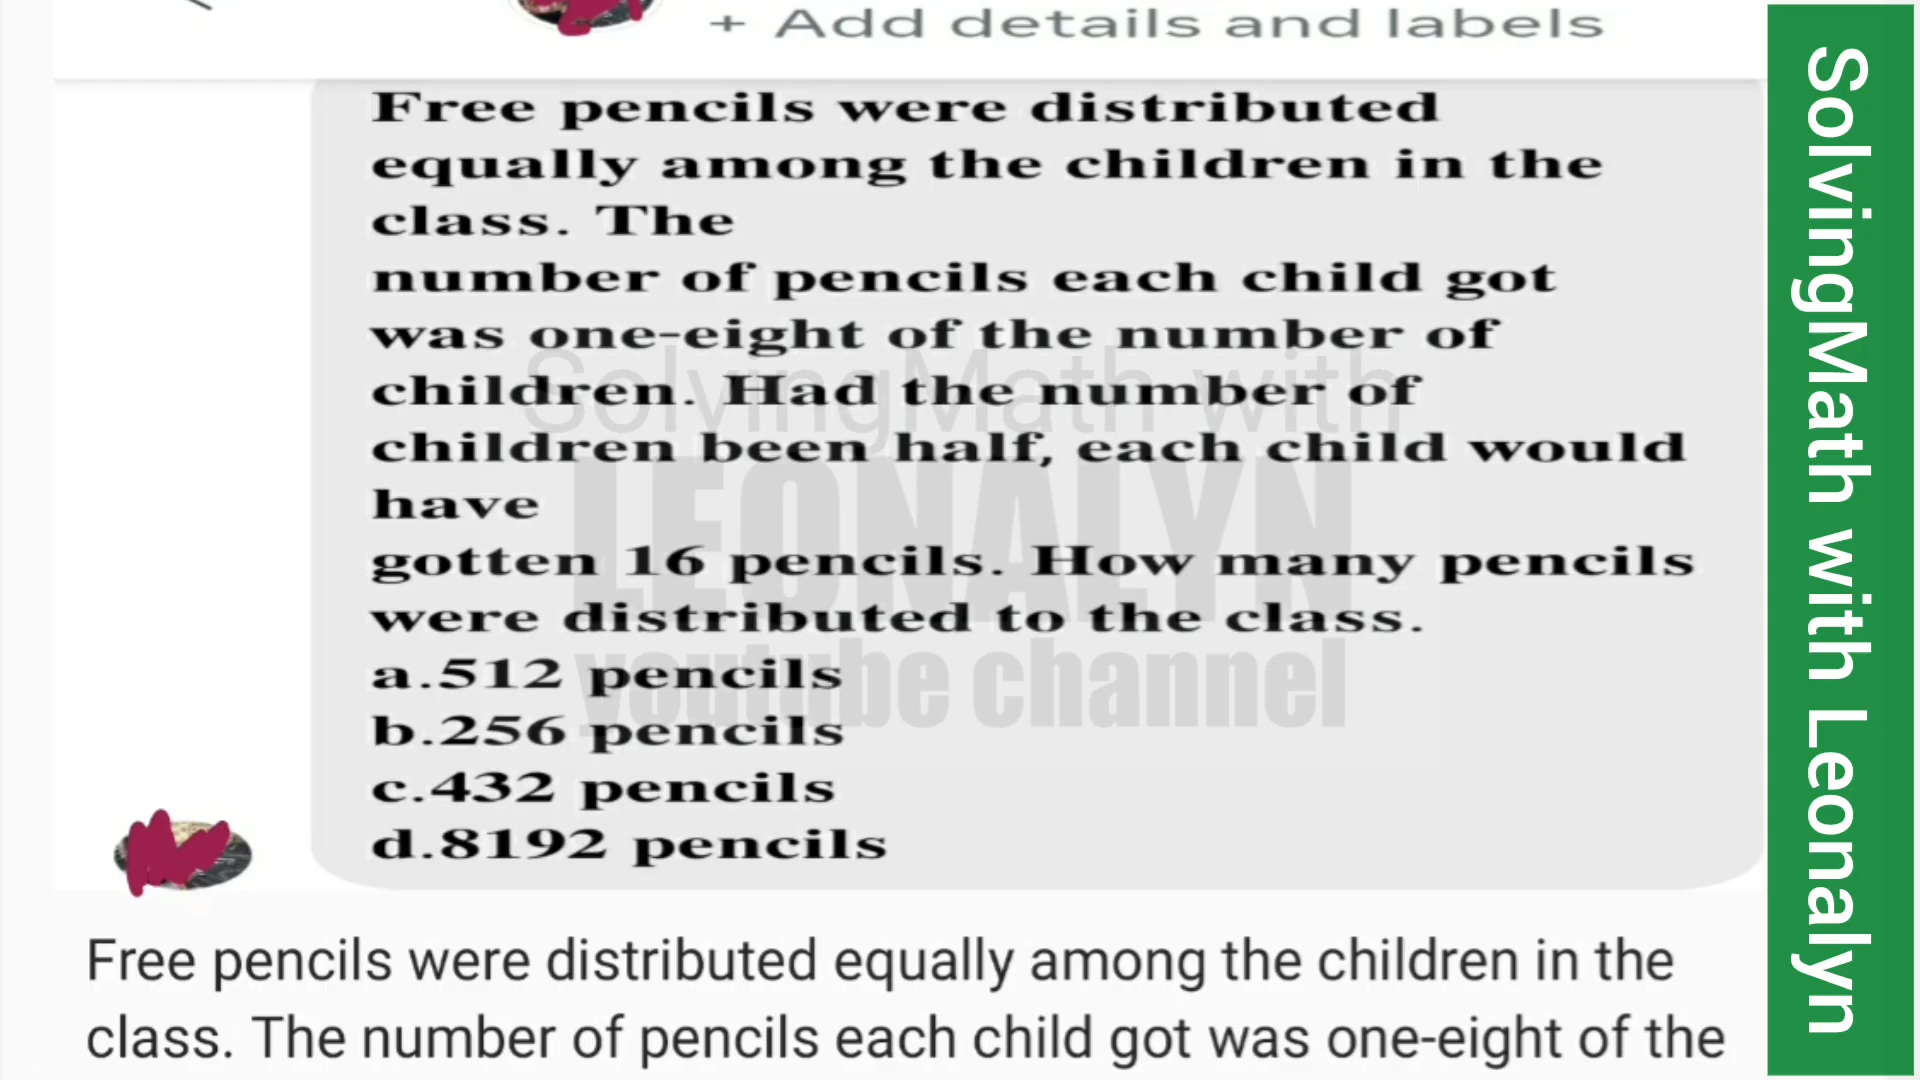 + Add details and labels
Free pencils were distributed
equally among the children in the
class. The
number of pencils each child got
was one-eight of the number of
children. Had the number of
children been half, each child would
have
gotten 16 pencils. How many pencils
were distributed to the class.
a.512 pencils
b.256 pencils
c.432 pencils
d.8192 pencils
SolvingMath with
LEONALYN
youtube channel
Free pencils were distributed equally among the children in the
class. The number of pencils each child got was one-eight of the
SolvingMath with Leonalyn